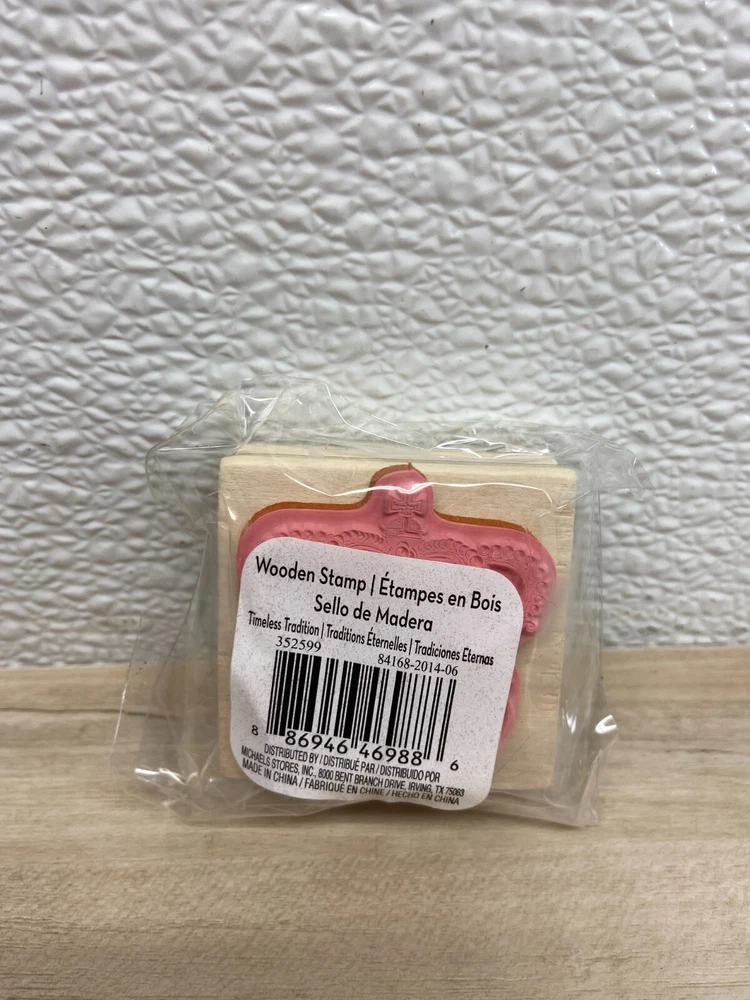 Wooden Stamp | Étampes en Bois
Sello de Madera
Timeless Tradition | Traditions Éternelles | Tradiciones Eternas
352599 84168-2014-06
8 86946 46988 6
DISTRIBUTED BY / DISTRIBUÉ PAR / DISTRIBUIDO POR
MICHAELS STORES, INC., 8000 BENT BRANCH DRIVE, IRVING, TX 75063
MADE IN CHINA / FABRIQUÉ EN CHINE / HECHO EN CHINA